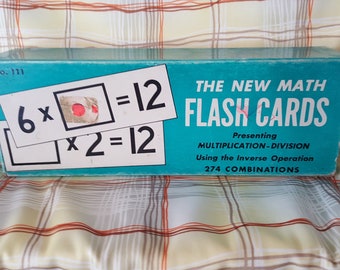 No. 111
THE NEW MATH
FLASH CARDS
Presenting
MULTIPLICATION-DIVISION
Using the Inverse Operation
274 COMBINATIONS
6 x = 12
x 2 = 12